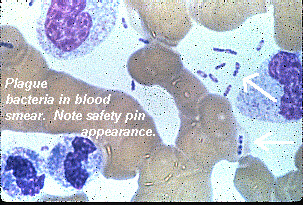 Plague
bacteria in blood
smear. Note safety pin
appearance.